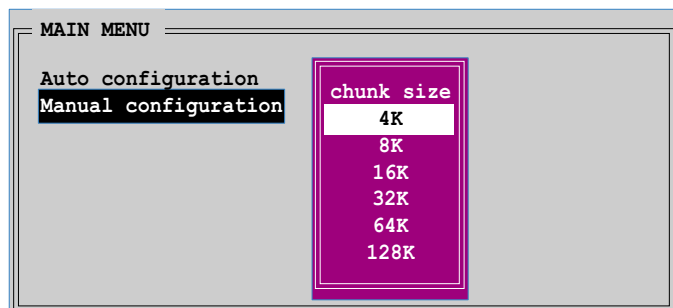 MAIN MENU
Auto configuration
Manual configuration
chunk size
4K
8K
16K
32K
64K
128K